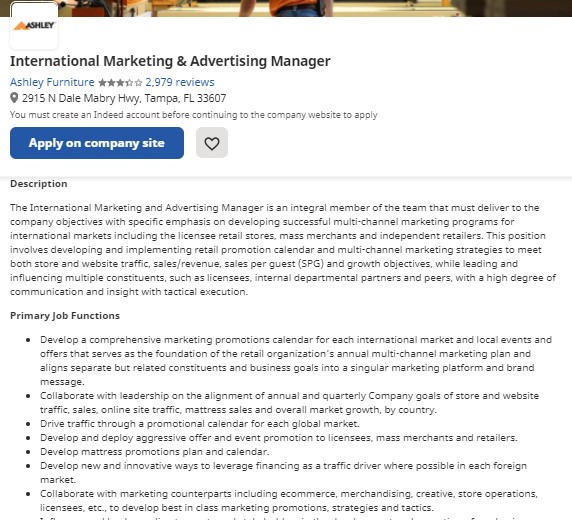 ASHLEY
International Marketing & Advertising Manager
Ashley Furniture ★★★☆☆ 2,979 reviews
2915 N Dale Mabry Hwy, Tampa, FL 33607
You must create an Indeed account before continuing to the company website to apply
Apply on company site
Description
The International Marketing and Advertising Manager is an integral member of the team that must deliver to the
company objectives with specific emphasis on developing successful multi-channel marketing programs for
international markets including the licensee retail stores, mass merchants and independent retailers. This position
involves developing and implementing retail promotion calendar and multi-channel marketing strategies to meet
both store and website traffic, sales/revenue, sales per guest (SPG) and growth objectives, while leading and
influencing multiple constituents, such as licensees, internal departmental partners and peers, with a high degree of
communication and insight with tactical execution.
Primary Job Functions
• Develop a comprehensive marketing promotions calendar for each international market and local events and
offers that serves as the foundation of the retail organization's annual multi-channel marketing plan and
aligns separate but related constituents and business goals into a singular marketing platform and brand
message.
• Collaborate with leadership on the alignment of annual and quarterly Company goals of store and website
traffic, sales, online site traffic, mattress sales and overall market growth, by country.
• Drive traffic through a promotional calendar for each global market.
• Develop and deploy aggressive offer and event promotion to licensees, mass merchants and retailers.
• Develop mattress promotions plan and calendar.
• Develop new and innovative ways to leverage financing as a traffic driver where possible in each foreign
market.
• Collaborate with marketing counterparts including ecommerce, merchandising, creative, store operations,
licensees, etc., to develop best in class marketing promotions, strategies and tactics.